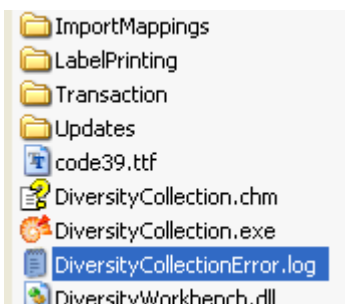 ImportMappings
LabelPrinting
Transaction
Updates
code39.ttf
DiversityCollection.chm
DiversityCollection.exe
DiversityCollectionError.log
DiversityWorkbench.dll